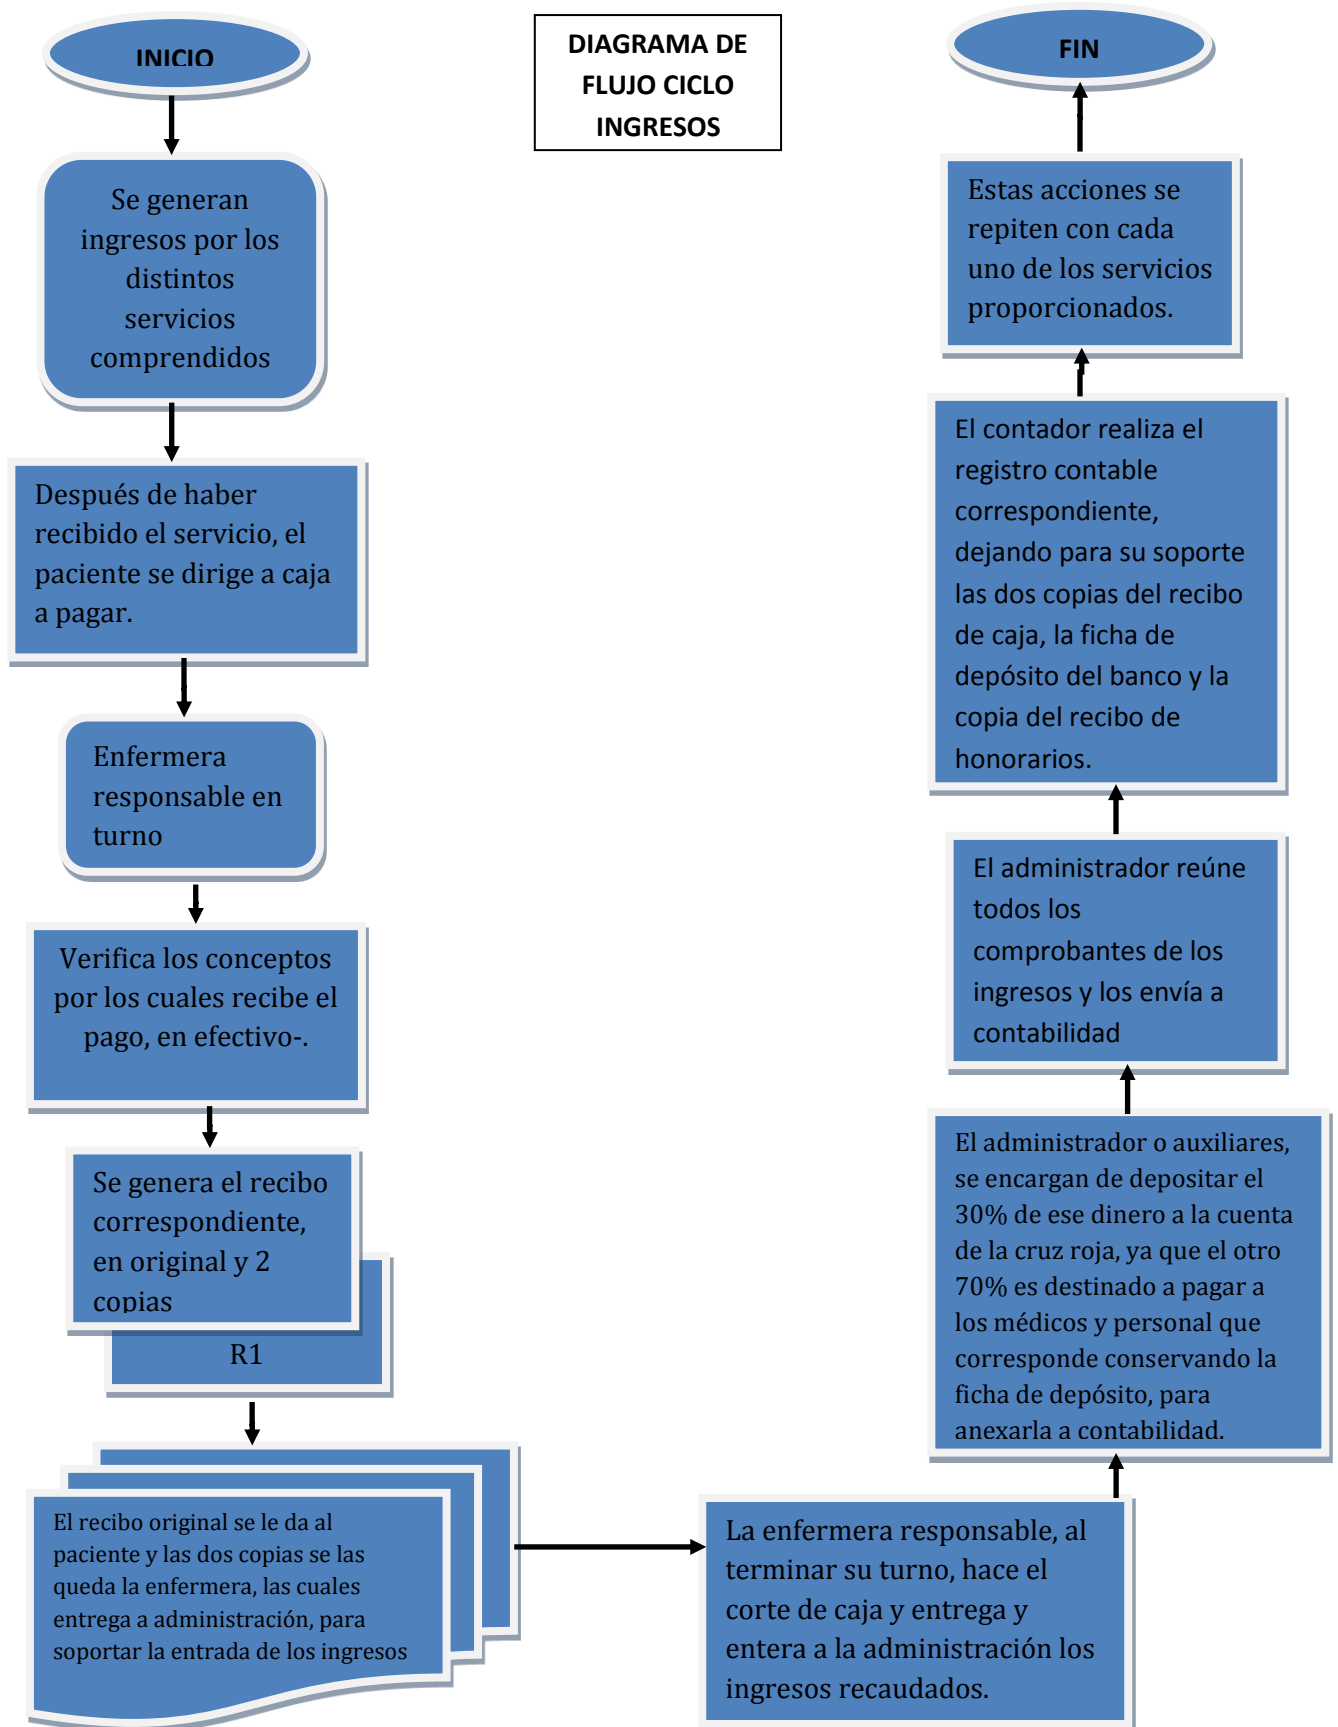 INICIO
DIAGRAMA DE
FLUJO CICLO
INGRESOS
Se generan
ingresos por los
distintos
servicios
comprendidos
Después de haber
recibido el servicio, el
paciente se dirige a caja
a pagar.
Enfermera
responsable en
turno
Verifica los conceptos
por los cuales recibe el
pago, en efectivo-.
Se genera el recibo
correspondiente,
en original y 2
copias
R1
El recibo original se le da al
paciente y las dos copias se las
queda la enfermera, las cuales
entrega a administración, para
soportar la entrada de los ingresos
La enfermera responsable, al
terminar su turno, hace el
corte de caja y entrega y
entera a la administración los
ingresos recaudados.
El administrador o auxiliares,
se encargan de depositar el
30% de ese dinero a la cuenta
de la cruz roja, ya que el otro
70% es destinado a pagar a
los médicos y personal que
corresponde conservando la
ficha de depósito, para
anexarla a contabilidad.
El administrador reúne
todos los
comprobantes de los
ingresos y los envía a
contabilidad
El contador realiza el
registro contable
correspondiente,
dejando para su soporte
las dos copias del recibo
de caja, la ficha de
depósito del banco y la
copia del recibo de
honorarios.
Estas acciones se
repiten con cada
uno de los servicios
proporcionados.
FIN